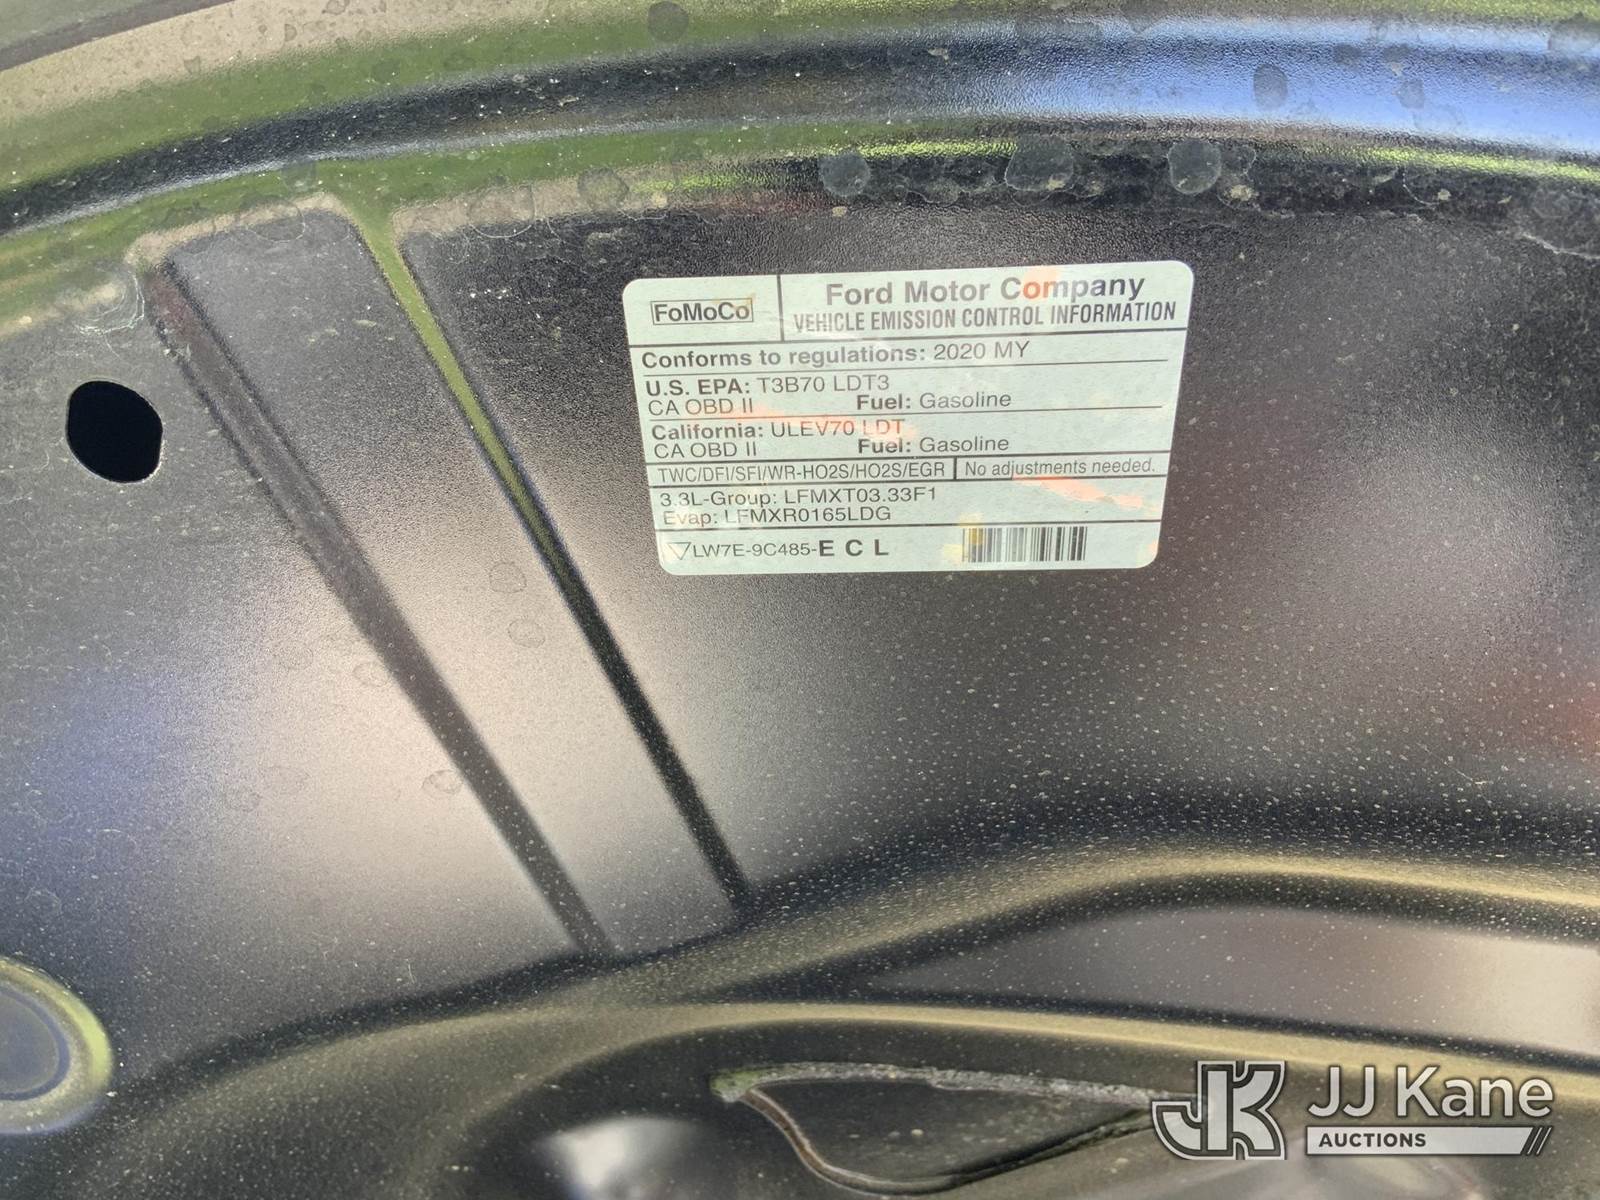 FoMoCo
Ford Motor Company
VEHICLE EMISSION CONTROL INFORMATION
Conforms to regulations: 2020 MY
U.S. EPA: T3B70 LDT3
CA OBD II Fuel: Gasoline
California: ULEV70 LDT
CA OBD II Fuel: Gasoline
TWC/DFI/SFI/WR-HO2S/HO2S/EGR No adjustments needed.
3.3L-Group: LFMXT03.33F1
Evap: LFMXR0165LDG
LW7E-9C485-E C L
JK JJ Kane
AUCTIONS